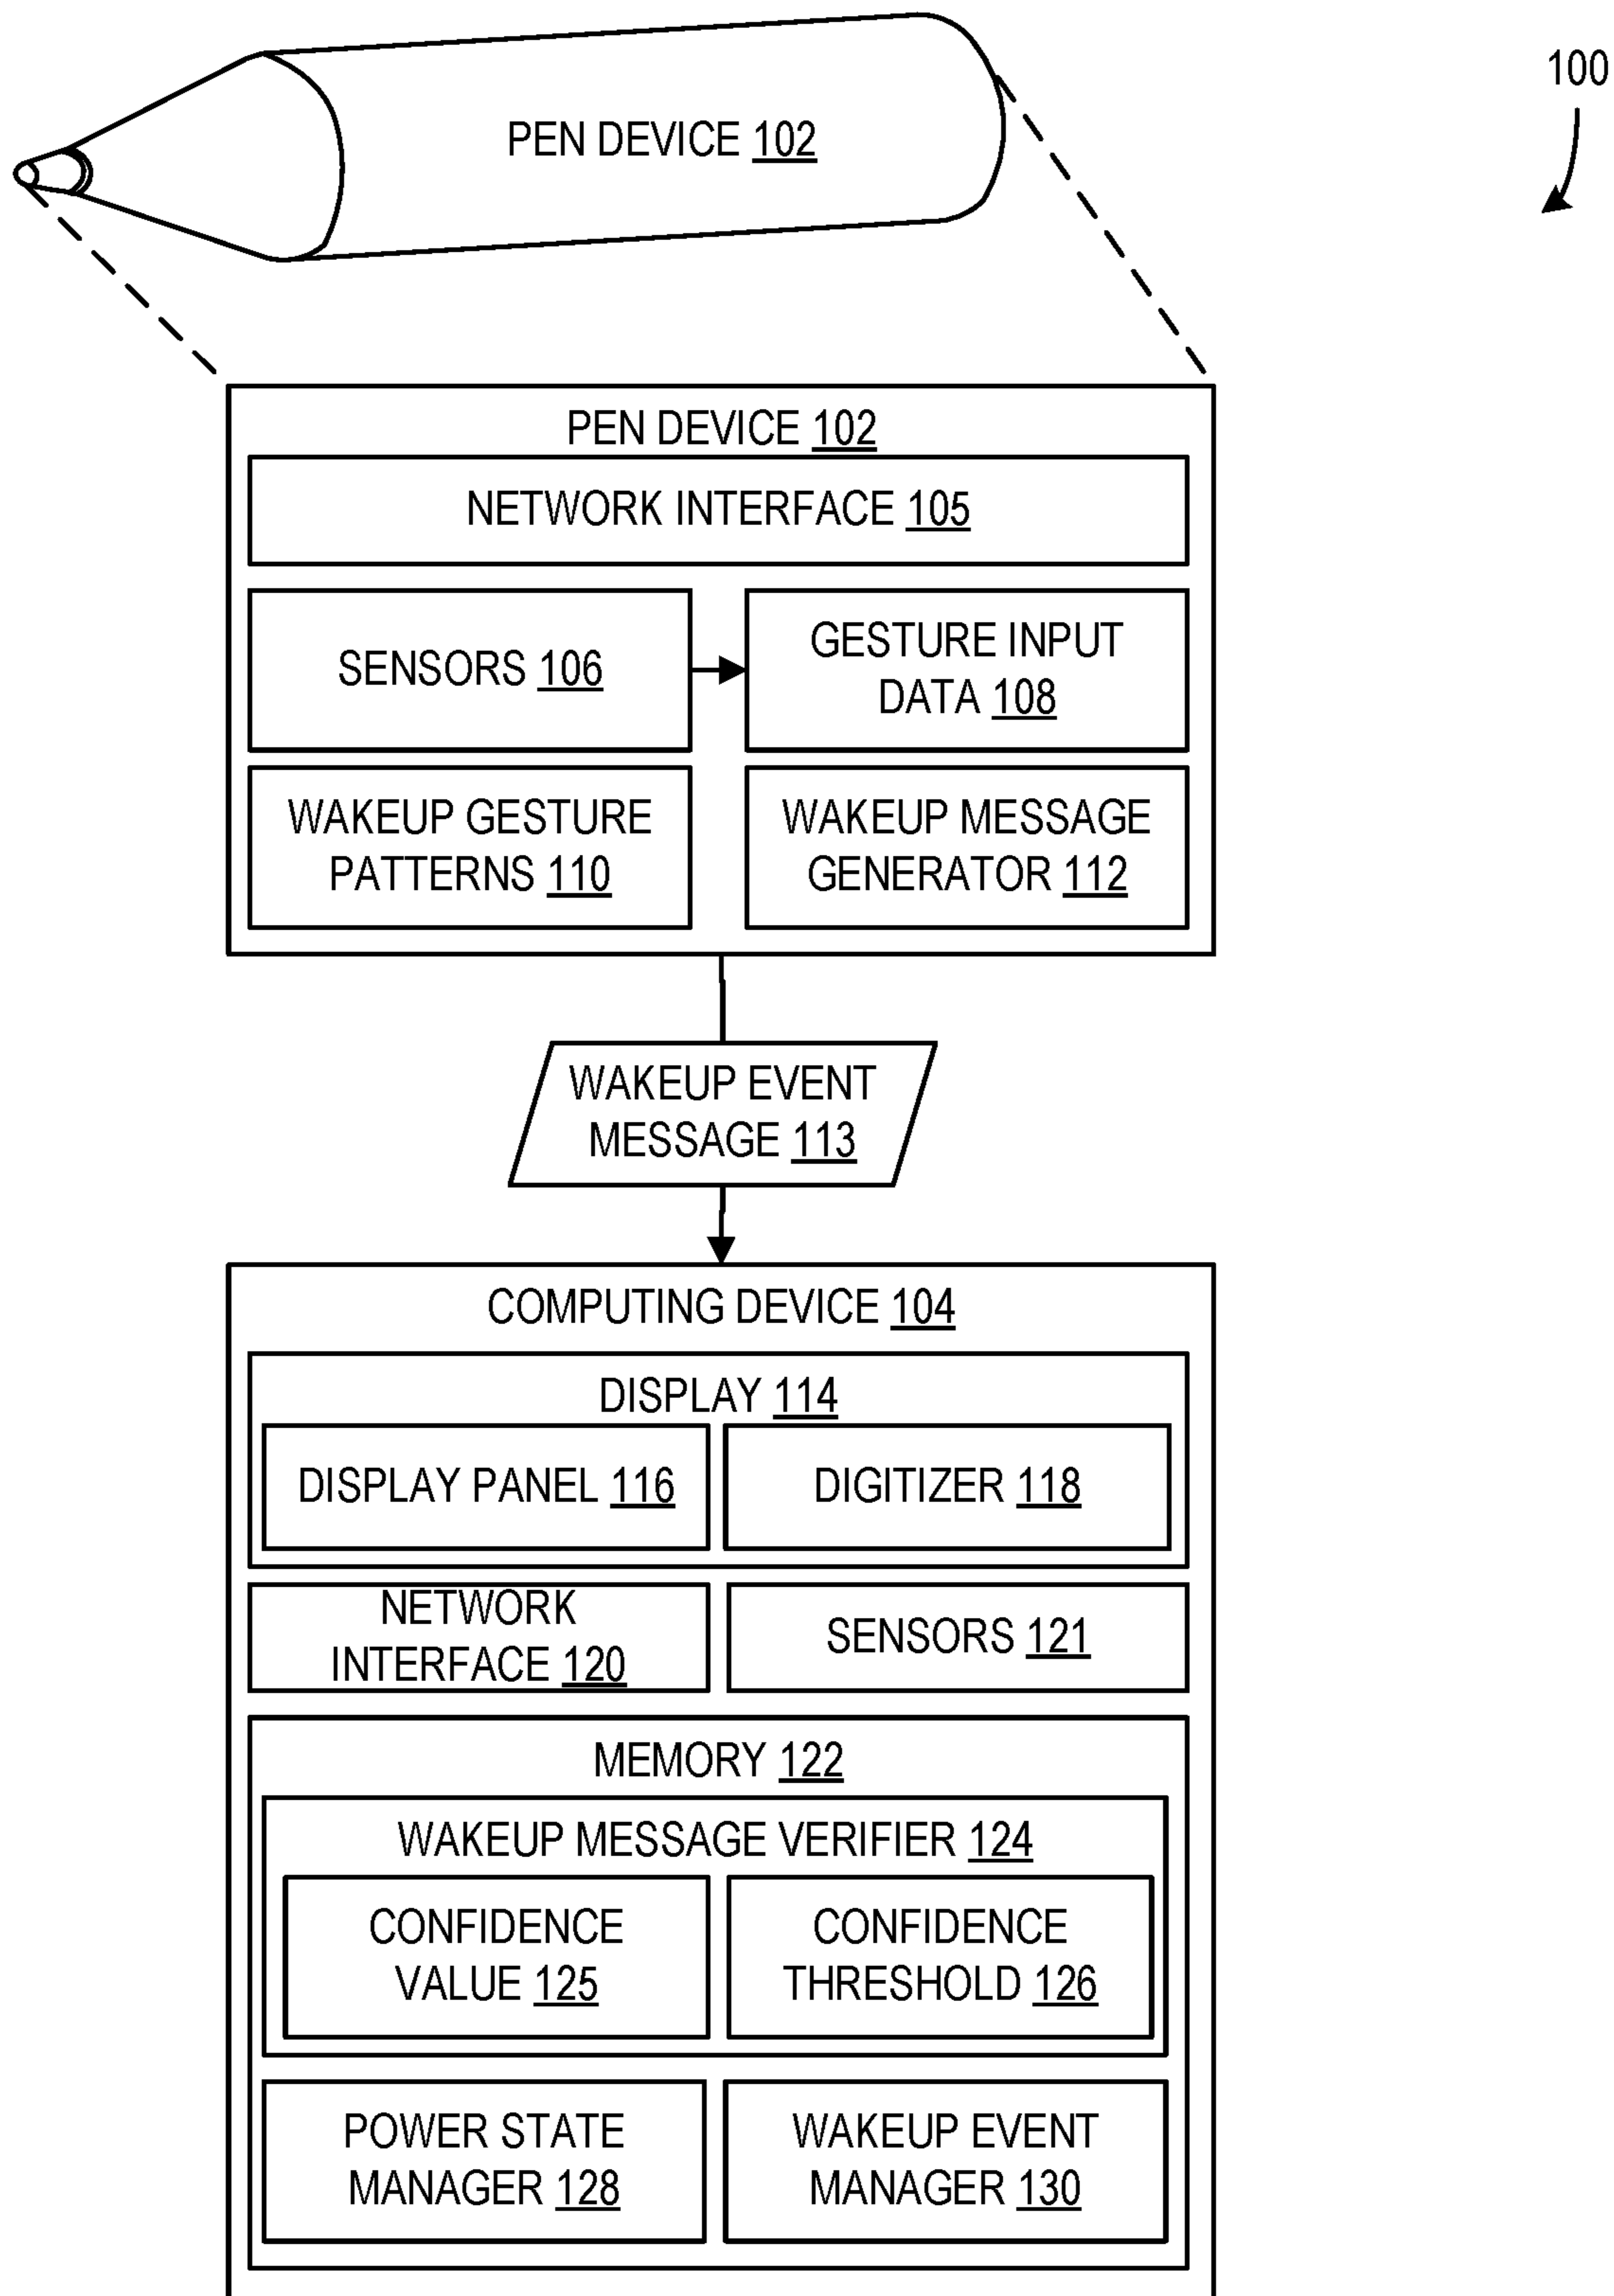 100
PEN DEVICE 102
PEN DEVICE 102
NETWORK INTERFACE 105
SENSORS 106
GESTURE INPUT
DATA 108
WAKEUP GESTURE
PATTERNS 110
WAKEUP MESSAGE
GENERATOR 112
WAKEUP EVENT
MESSAGE 113
COMPUTING DEVICE 104
DISPLAY 114
DISPLAY PANEL 116
DIGITIZER 118
NETWORK
INTERFACE 120
SENSORS 121
MEMORY 122
WAKEUP MESSAGE VERIFIER 124
CONFIDENCE
VALUE 125
CONFIDENCE
THRESHOLD 126
POWER STATE
MANAGER 128
WAKEUP EVENT
MANAGER 130